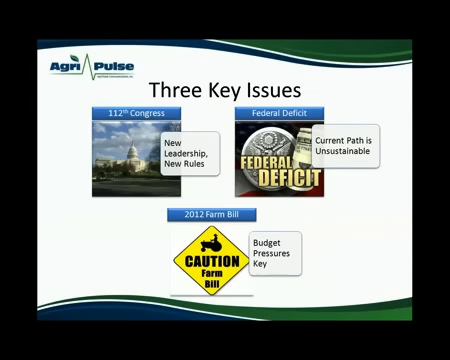 Agri Pulse
Three Key Issues
112th Congress
New
Leadership,
New Rules
Federal Deficit
FEDERAL
DEFICIT
Current Path is
Unsustainable
2012 Farm Bill
CAUTION
Farm
Bill
Budget
Pressures
Key